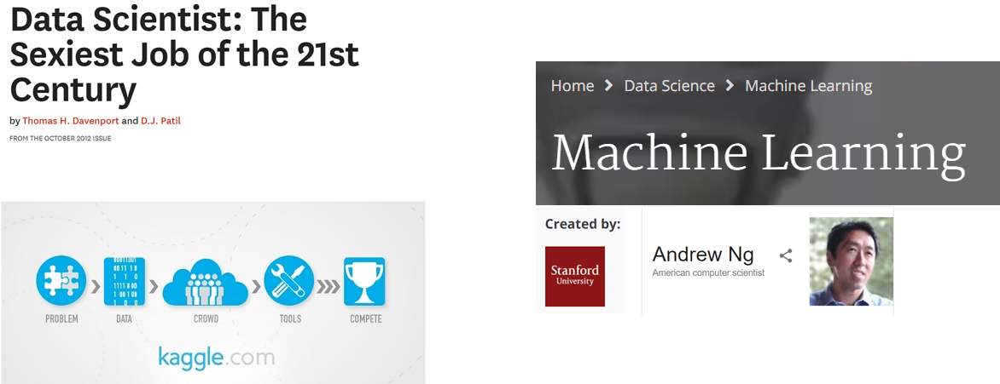 Data Scientist: The
Sexiest Job of the 21st
Century
by Thomas H. Davenport and D.J. Patil
FROM THE OCTOBER 2012 ISSUE
PROBLEM
DATA
CROWD
TOOLS
COMPETE
kaggle.com
Home > Data Science > Machine Learning
Machine Learning
Created by:
Stanford
University
Andrew Ng
American computer scientist